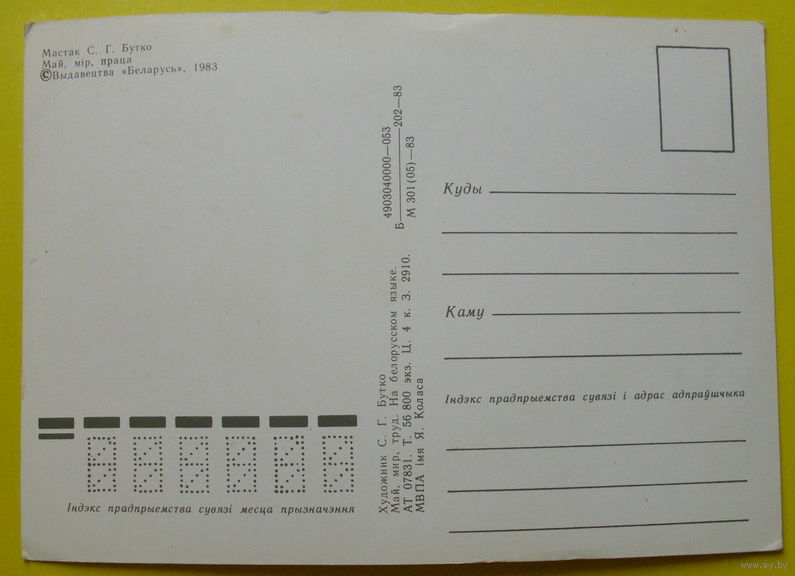 Мастак С. Г. Бутко
Май, мір, праца
©Выдавецтва «Беларусь», 1983
4903040000—053
Б—202—83
М 301(05)—83
Художник С. Г. Бутко
Май, мир, труд. На белорусском языке.
АТ 07831. Т. 56 800 экз. Ц. 4 к. З. 2910.
МВПА імя Я. Коласа
Куды
Каму
Індэкс прадпрыемства сувязі і адрас адпраўшчыка
Індэкс прадпрыемства сувязі месца прызначэння
www.ay.by